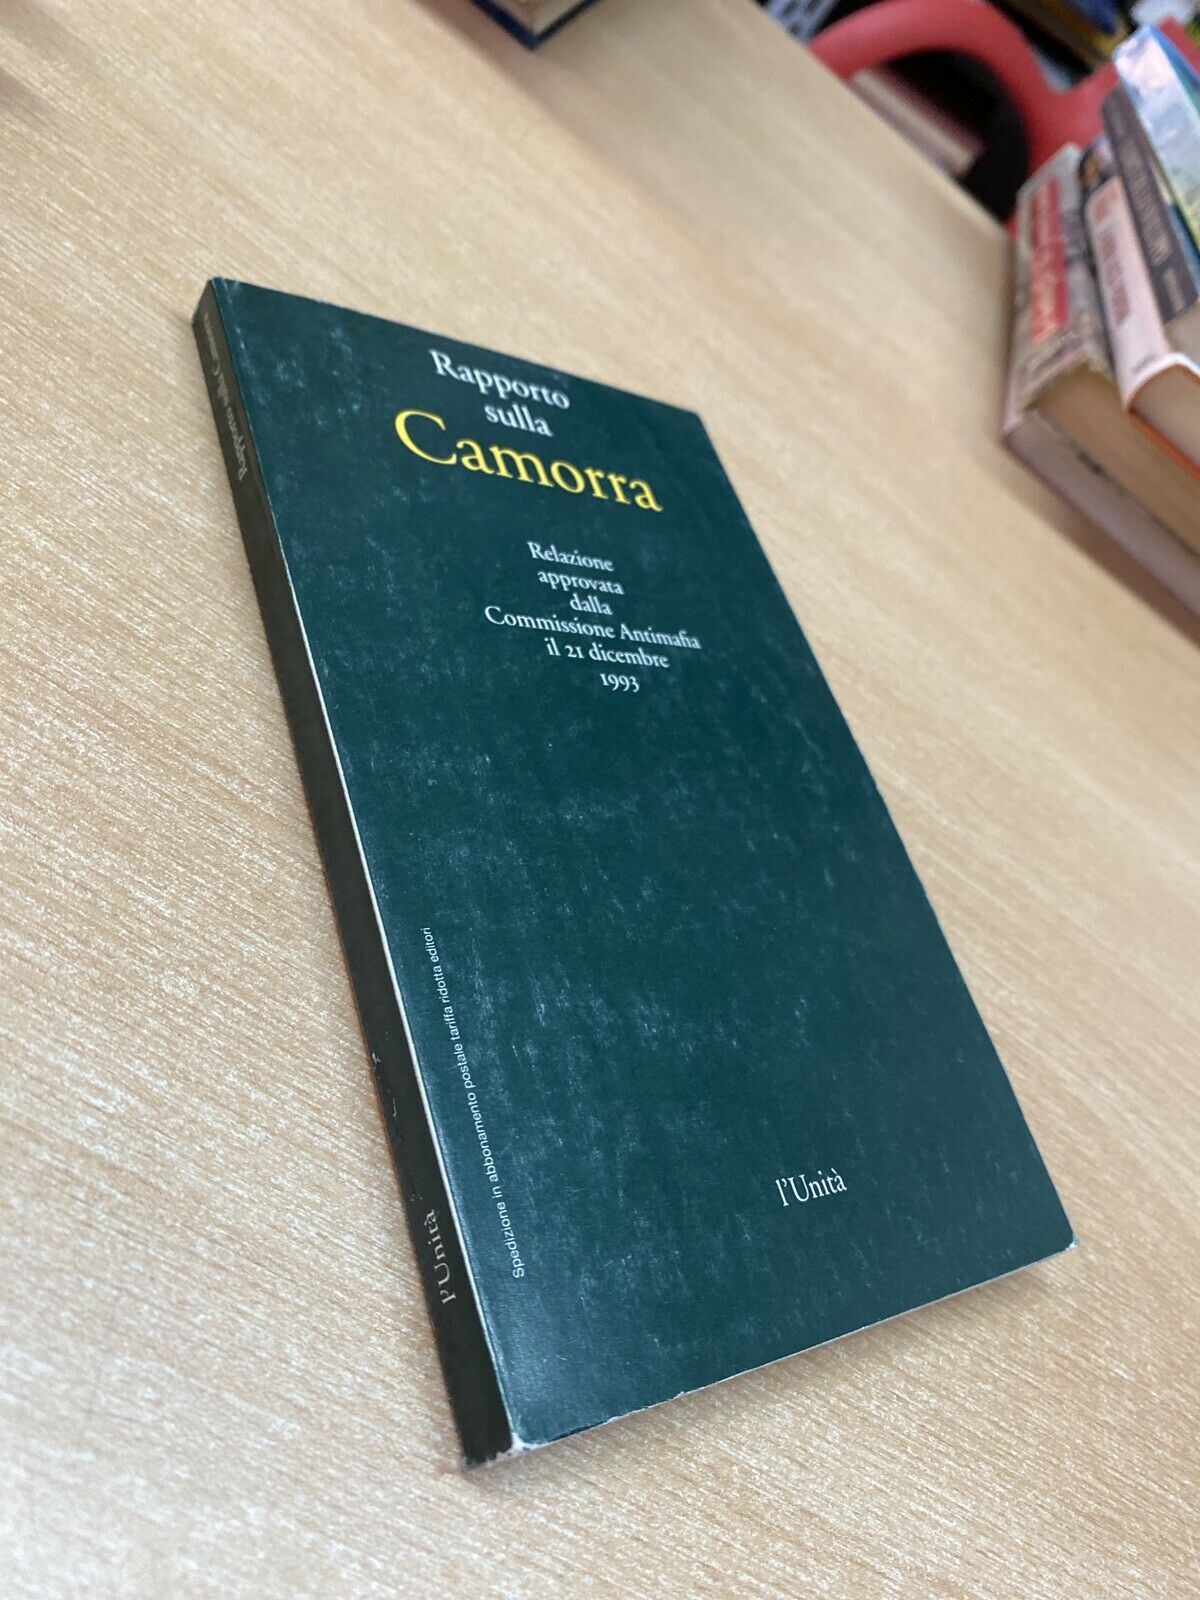 Rapporto
sulla
Camorra
Relazione
approvata
dalla
Commissione Antimafia
il 21 dicembre
1993
Spedizione in abbonamento postale tariffa ridotta editori
l'Unità
Rapporto sulla Camorra
l'Unità